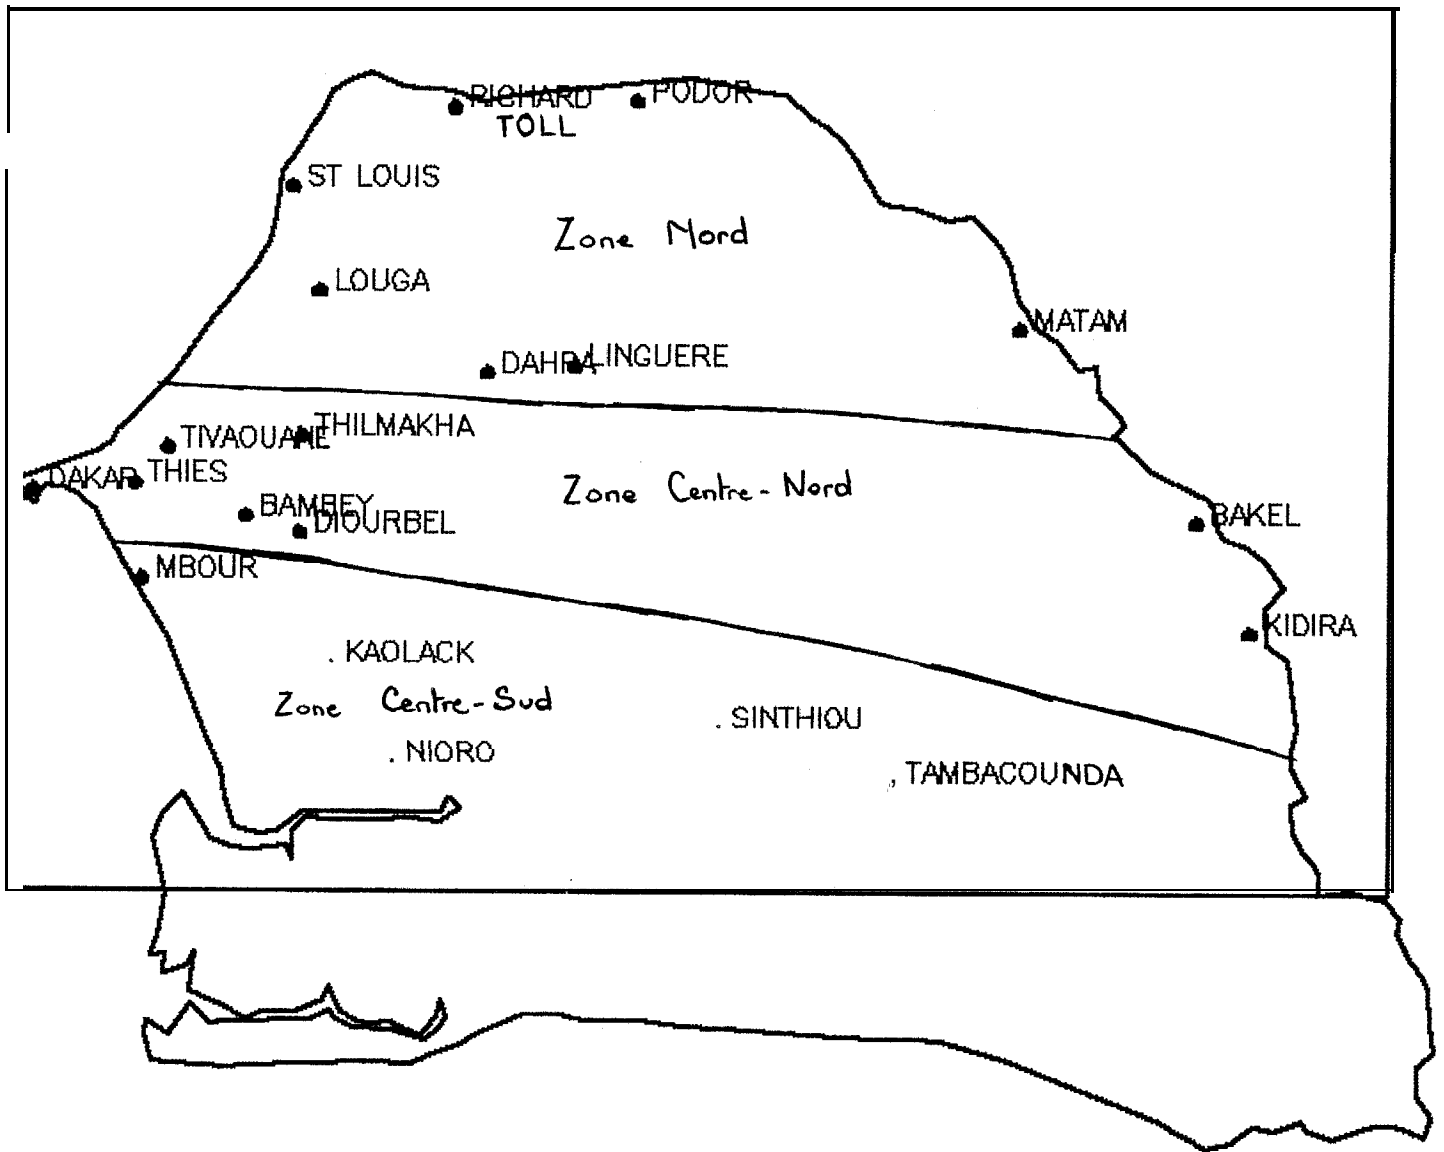 RICHARD
TOLL
PODOR
ST LOUIS
Zone Nord
LOUGA
MATAM
DAHRA
LINGUERE
THILMAKHA
TIVAOUANE
DAKAR
THIES
Zone Centre-Nord
BAMBEY
DIOURBEL
BAKEL
MBOUR
KIDIRA
KAOLACK
Zone Centre-Sud
SINTHIOU
NIORO
TAMBACOUNDA